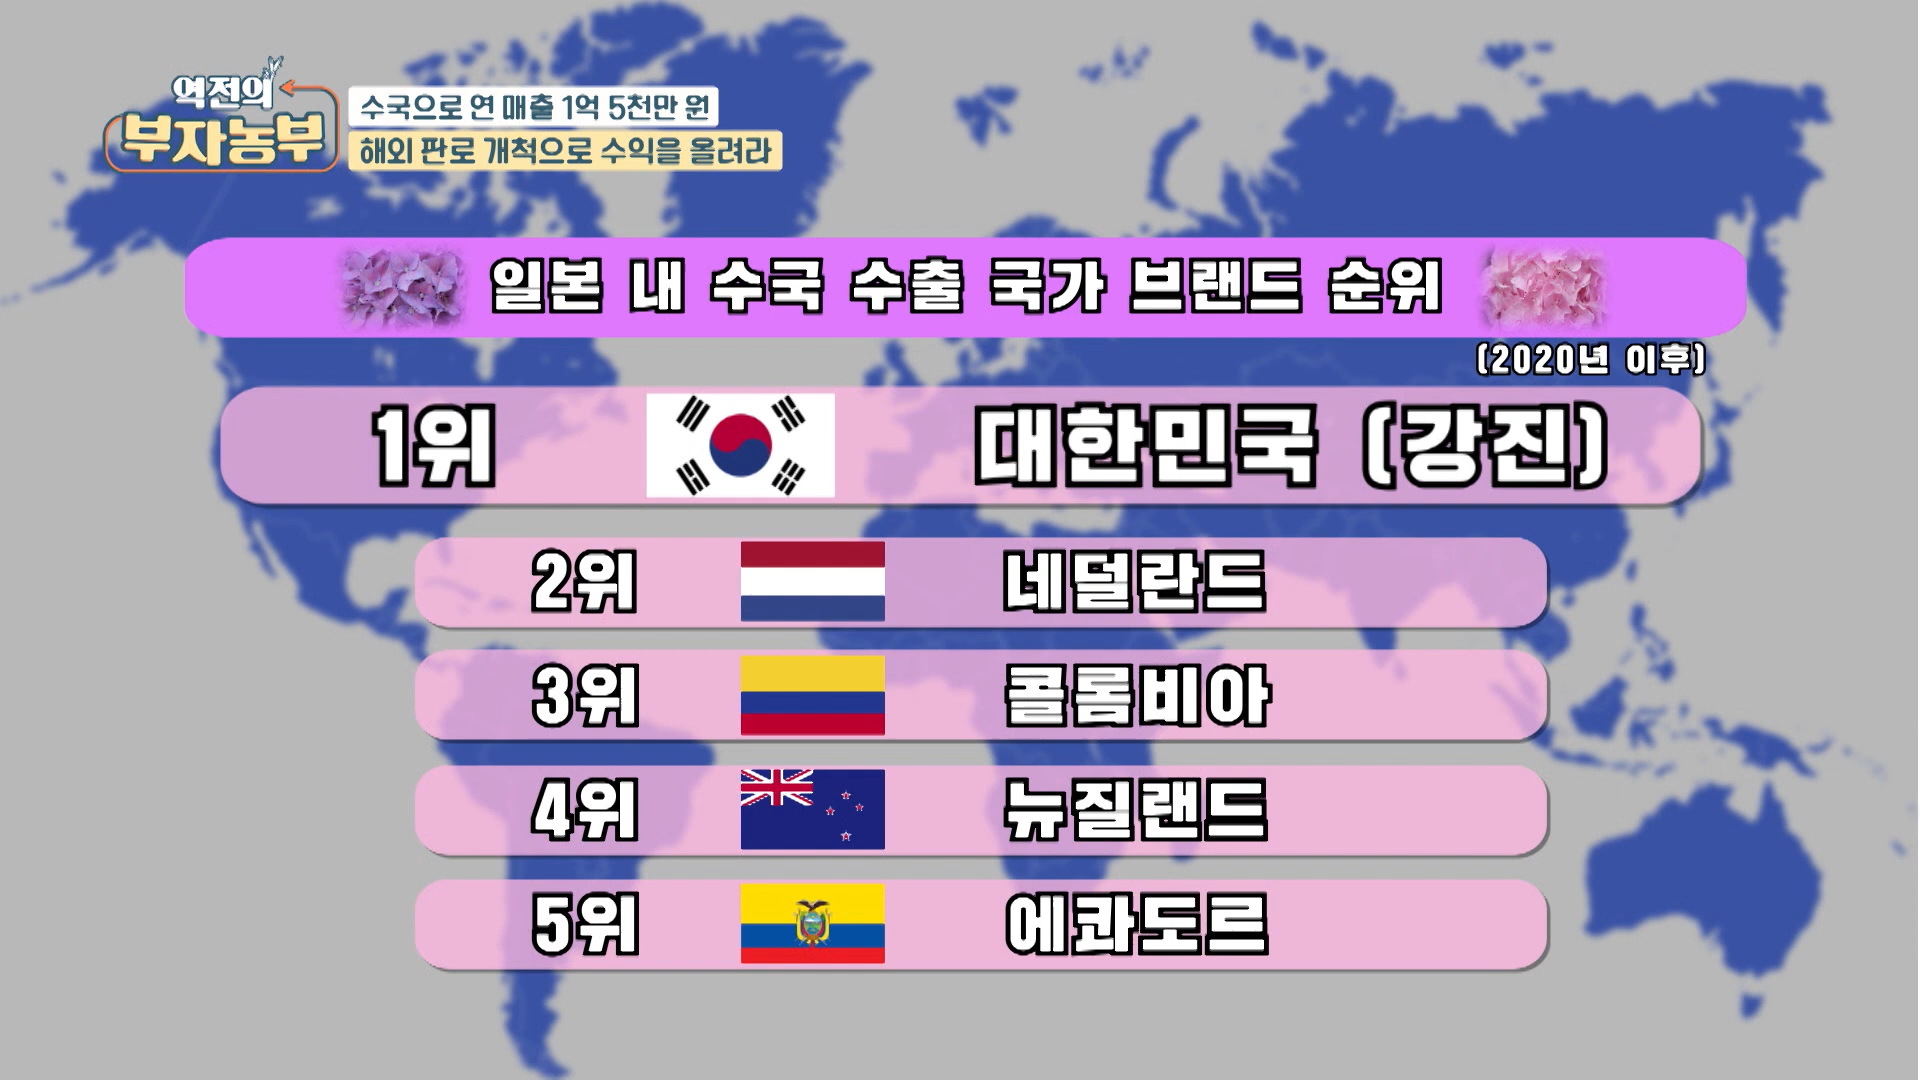 역전의
부자농부
수국으로 연 매출 1억 5천만 원
해외 판로 개척으로 수익을 올려라
일본 내 수국 수출 국가 브랜드 순위
(2020년 이후)
1위 대한민국 (강진)
2위 네덜란드
3위 콜롬비아
4위 뉴질랜드
5위 에콰도르